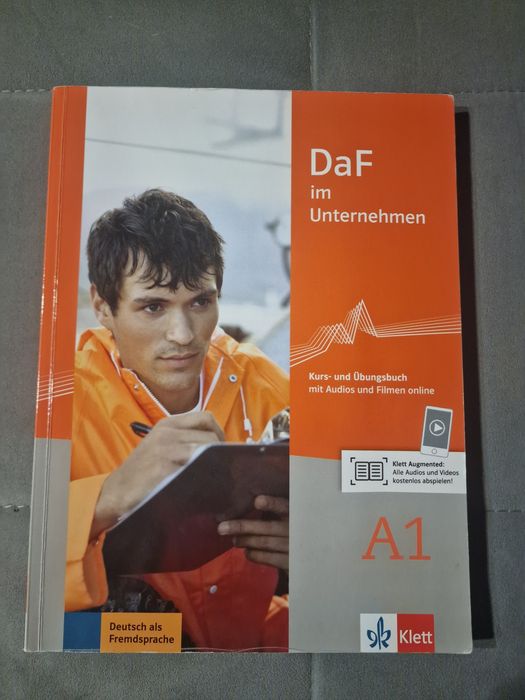 DaF
im
Unternehmen
Kurs- und Übungsbuch
mit Audios und Filmen online
Klett Augmented:
Alle Audios und Videos
kostenlos abspielen!
A1
Deutsch als
Fremdsprache
Klett